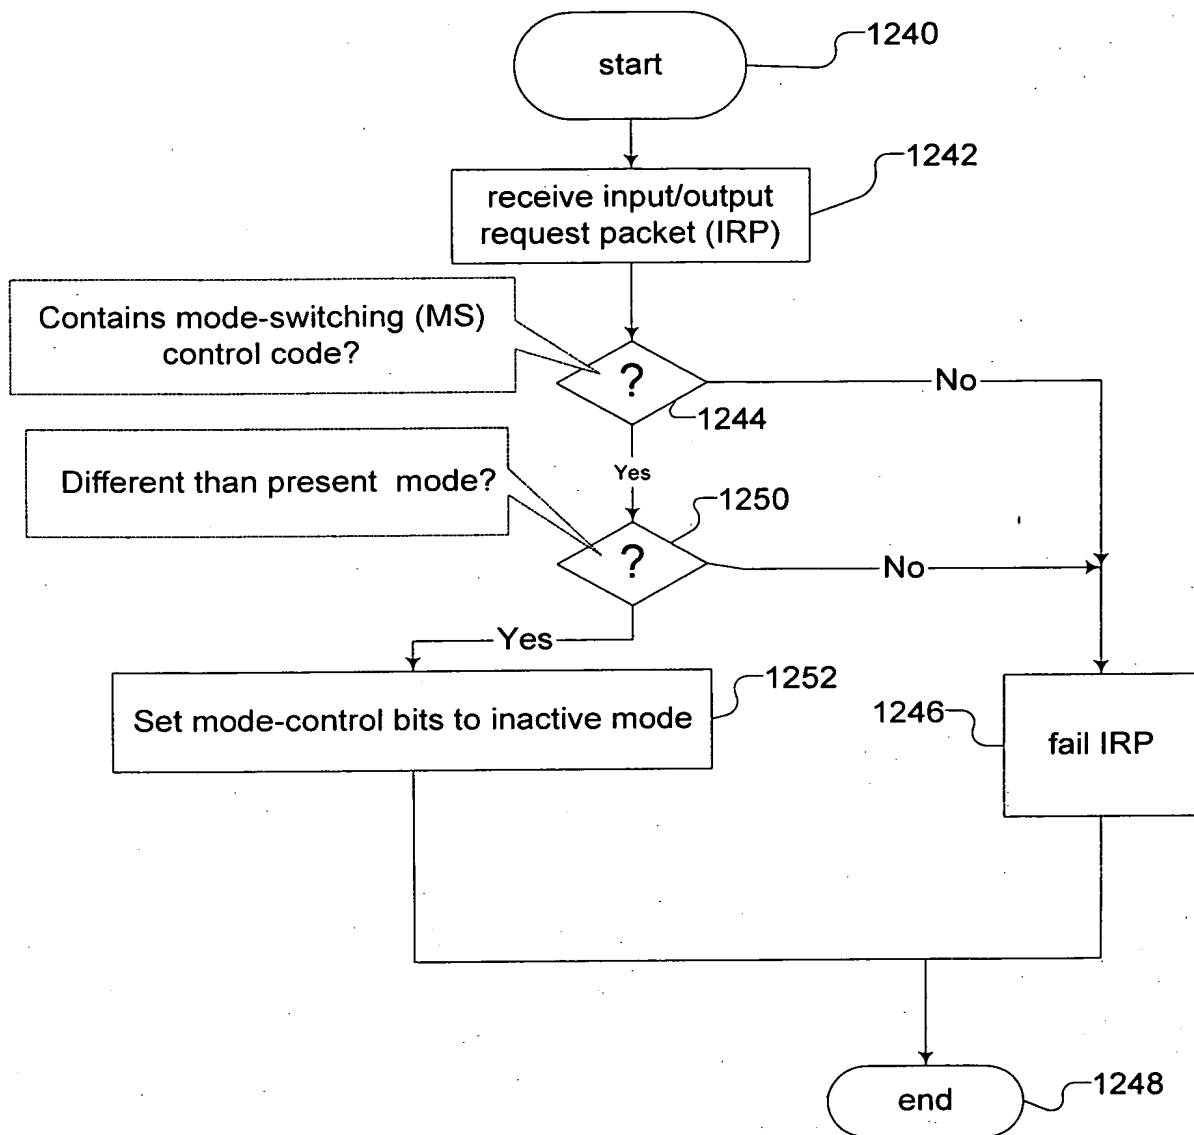 start
1240
receive input/output
request packet (IRP)
1242
Contains mode-switching (MS)
control code?
?
1244
No
Yes
Different than present mode?
?
1250
No
Yes
Set mode-control bits to inactive mode
1252
1246
fail IRP
end
1248